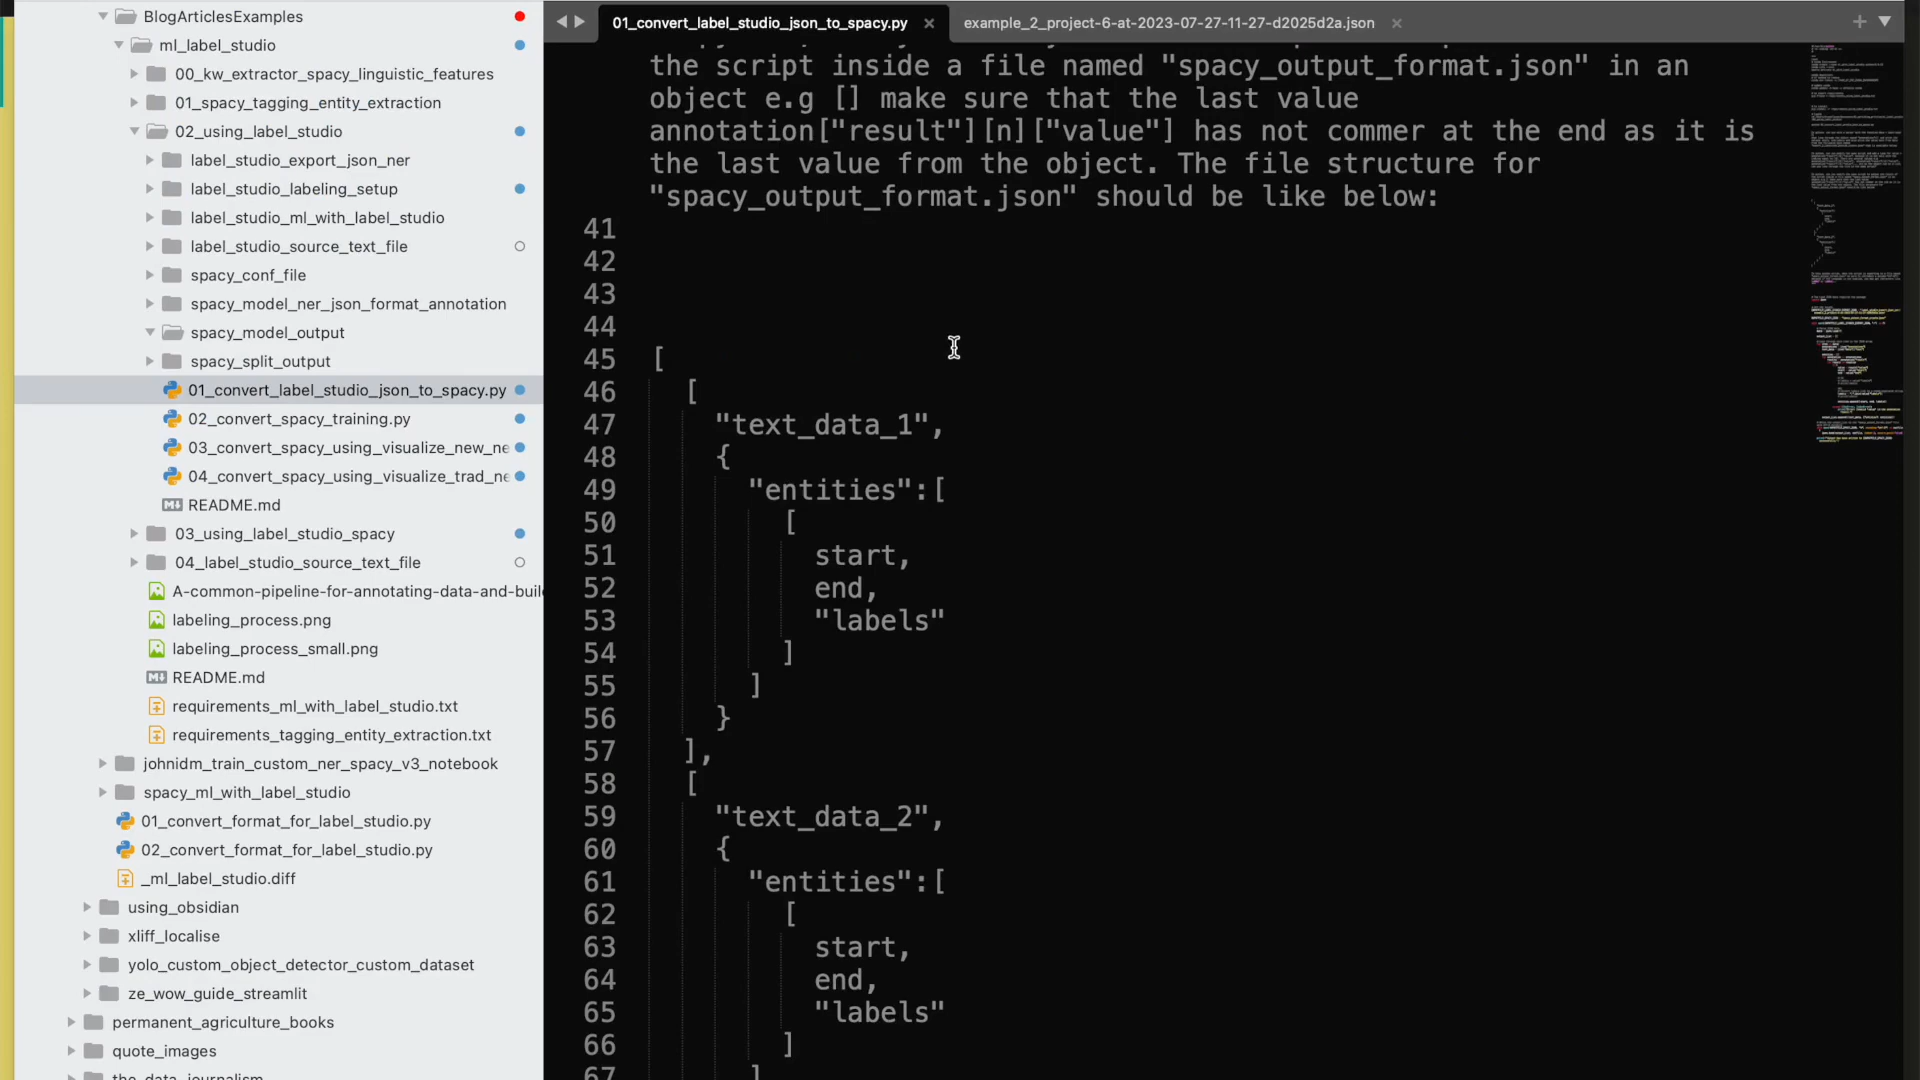 BlogArticlesExamples
ml_label_studio
00_kw_extractor_spacy_linguistic_features
01_spacy_tagging_entity_extraction
02_using_label_studio
label_studio_export_json_ner
label_studio_labeling_setup
label_studio_ml_with_label_studio
label_studio_source_text_file
spacy_conf_file
spacy_model_ner_json_format_annotation
spacy_model_output
spacy_split_output
01_convert_label_studio_json_to_spacy.py
02_convert_spacy_training.py
03_convert_spacy_using_visualize_new_ne
04_convert_spacy_using_visualize_trad_ne
README.md
03_using_label_studio_spacy
04_label_studio_source_text_file
A-common-pipeline-for-annotating-data-and-buil
labeling_process.png
labeling_process_small.png
README.md
requirements_ml_with_label_studio.txt
requirements_tagging_entity_extraction.txt
johnidm_train_custom_ner_spacy_v3_notebook
spacy_ml_with_label_studio
01_convert_format_for_label_studio.py
02_convert_format_for_label_studio.py
_ml_label_studio.diff
using_obsidian
xliff_localise
yolo_custom_object_detector_custom_dataset
ze_wow_guide_streamlit
permanent_agriculture_books
quote_images
the_data_journalism
01_convert_label_studio_json_to_spacy.py ×
example_2_project-6-at-2023-07-27-11-27-d2025d2a.json ×
the script inside a file named "spacy_output_format.json" in an
object e.g [] make sure that the last value
annotation["result"][n]["value"] has not commer at the end as it is
the last value from the object. The file structure for
"spacy_output_format.json" should be like below:
41
42
43
44
45 [
46 [
47 "text_data_1",
48 {
49 "entities":[
50 [
51 start,
52 end,
53 "labels"
54 ]
55 ]
56 }
57 ],
58 [
59 "text_data_2",
60 {
61 "entities":[
62 [
63 start,
64 end,
65 "labels"
66 ]
67 ]